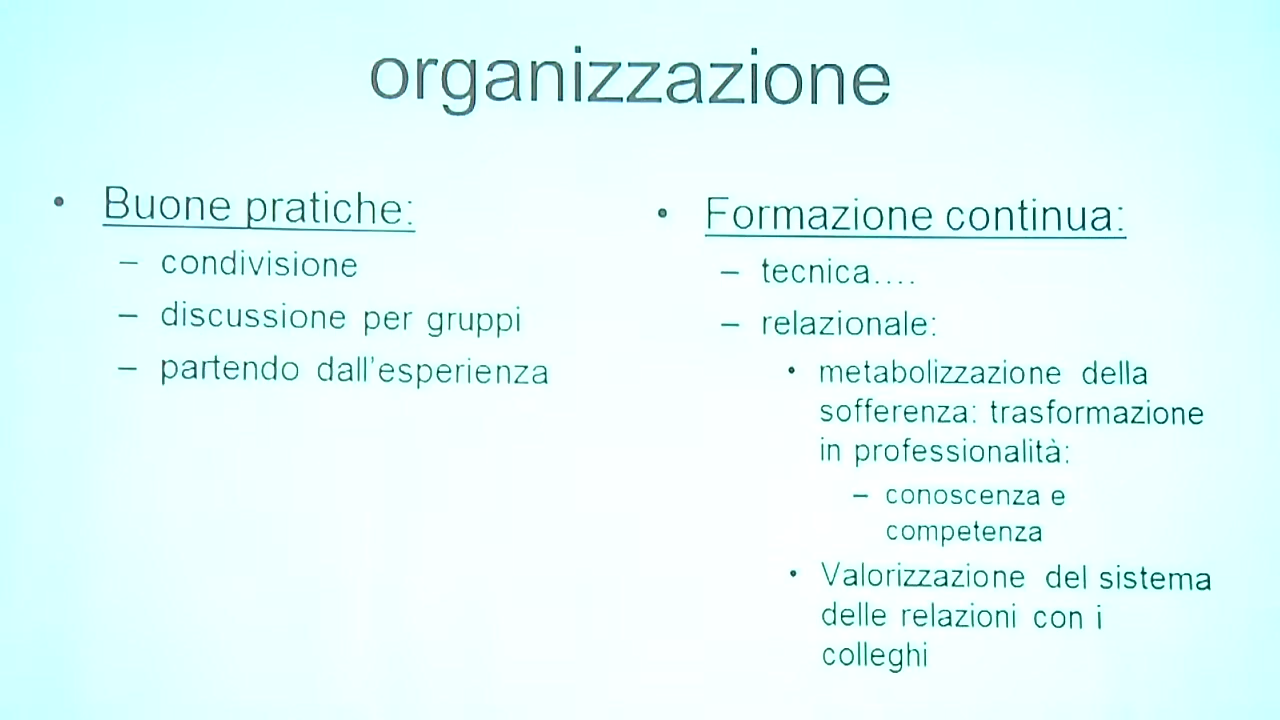 organizzazione
• Buone pratiche:
– condivisione
– discussione per gruppi
– partendo dall'esperienza
• Formazione continua:
– tecnica....
– relazionale:
• metabolizzazione della
sofferenza: trasformazione
in professionalità:
– conoscenza e
competenza
• Valorizzazione del sistema
delle relazioni con i
colleghi